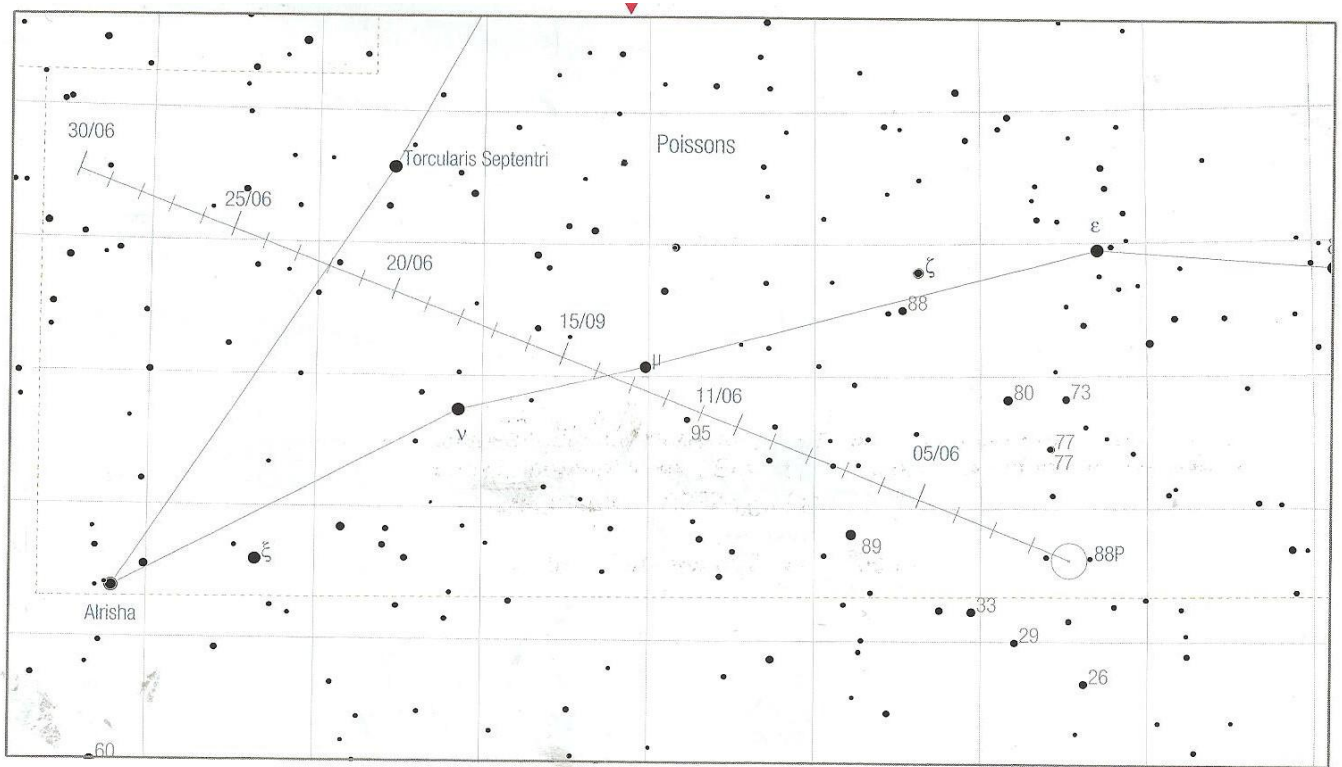 30/06
Torcularis Septentri
Poissons
25/06
ε
20/06
ζ
88
15/09
μ
11/06
80
73
95
ν
77
05/06
77
89
88P
ξ
Alrisha
33
29
26
60